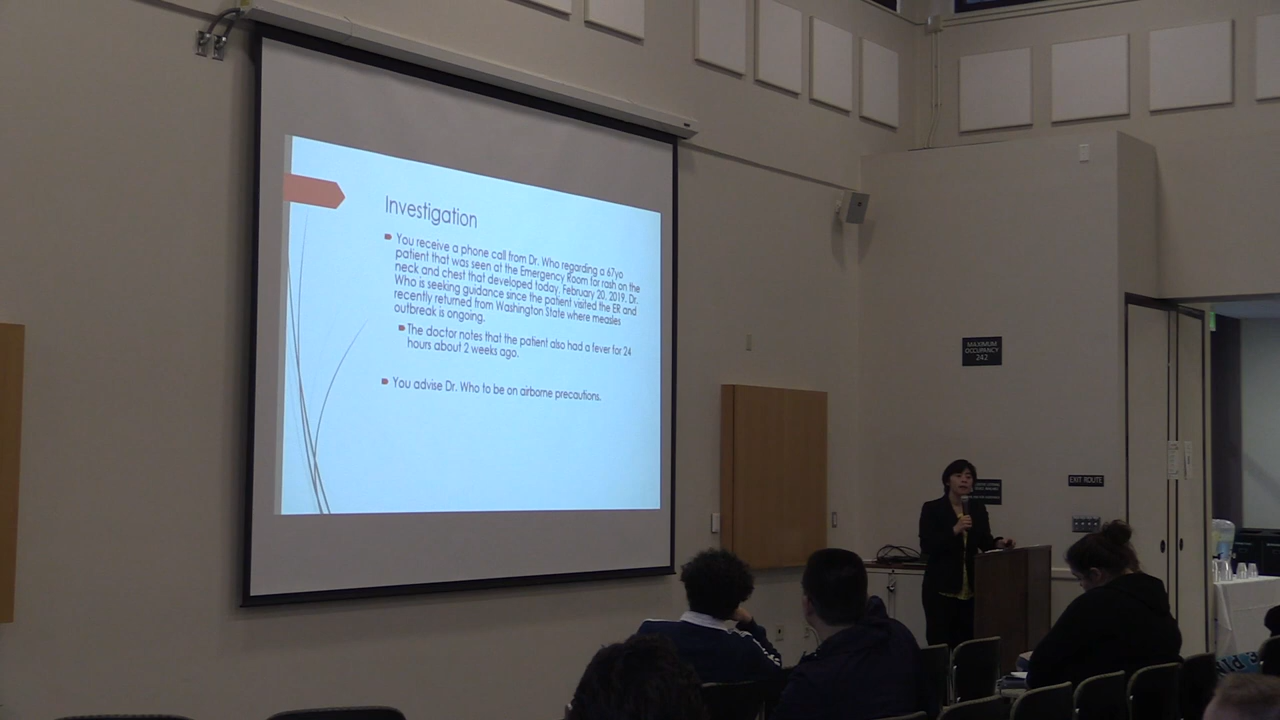 Investigation
You receive a phone call from Dr. Who regarding a 67yo
patient that was seen at the Emergency Room for rash on the
neck and chest that developed today, February 20, 2019. Dr.
Who is seeking guidance since the patient visited the ER and
recently returned from Washington State where measles
outbreak is ongoing.
The doctor notes that the patient also had a fever for 24
hours about 2 weeks ago.
You advise Dr. Who to be on airborne precautions.
MAXIMUM
OCCUPANCY
242
EXIT ROUTE